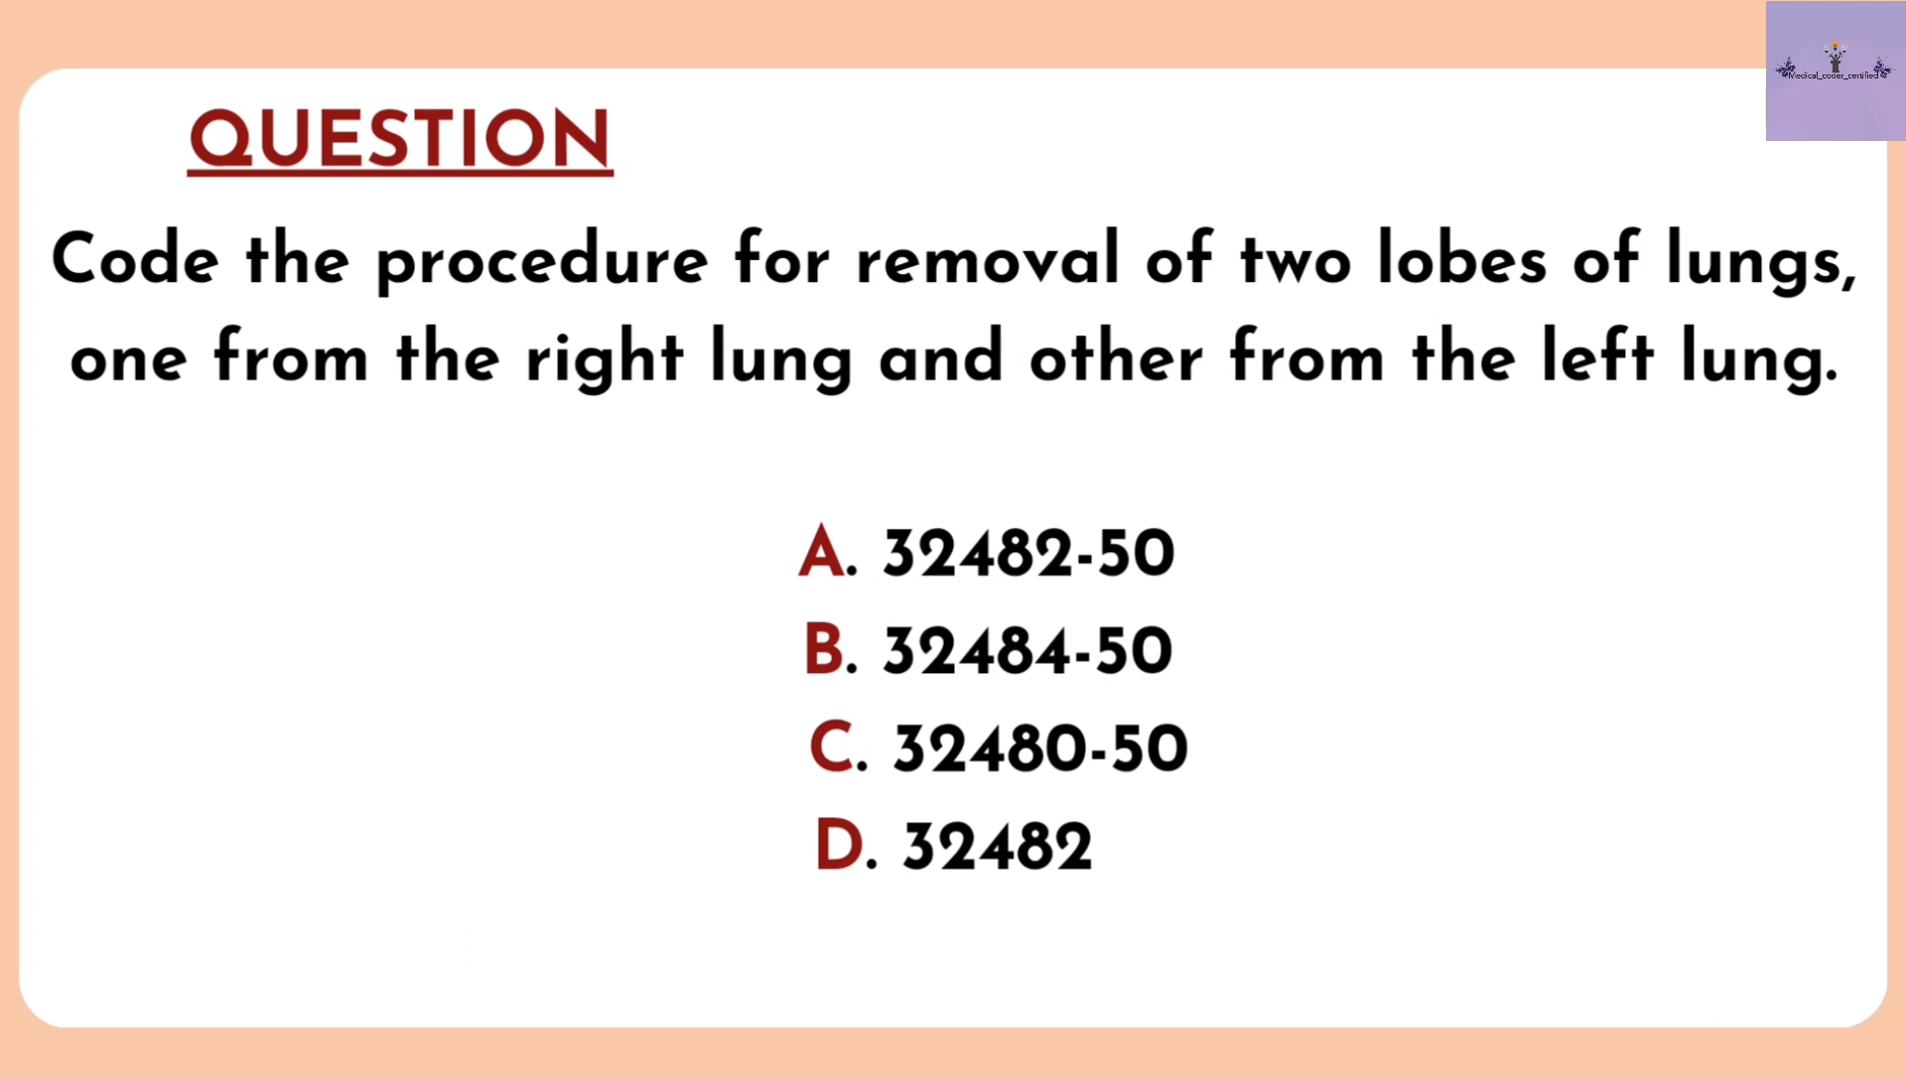 Medical_coder_certified
QUESTION
Code the procedure for removal of two lobes of lungs,
one from the right lung and other from the left lung.
A. 32482-50
B. 32484-50
C. 32480-50
D. 32482